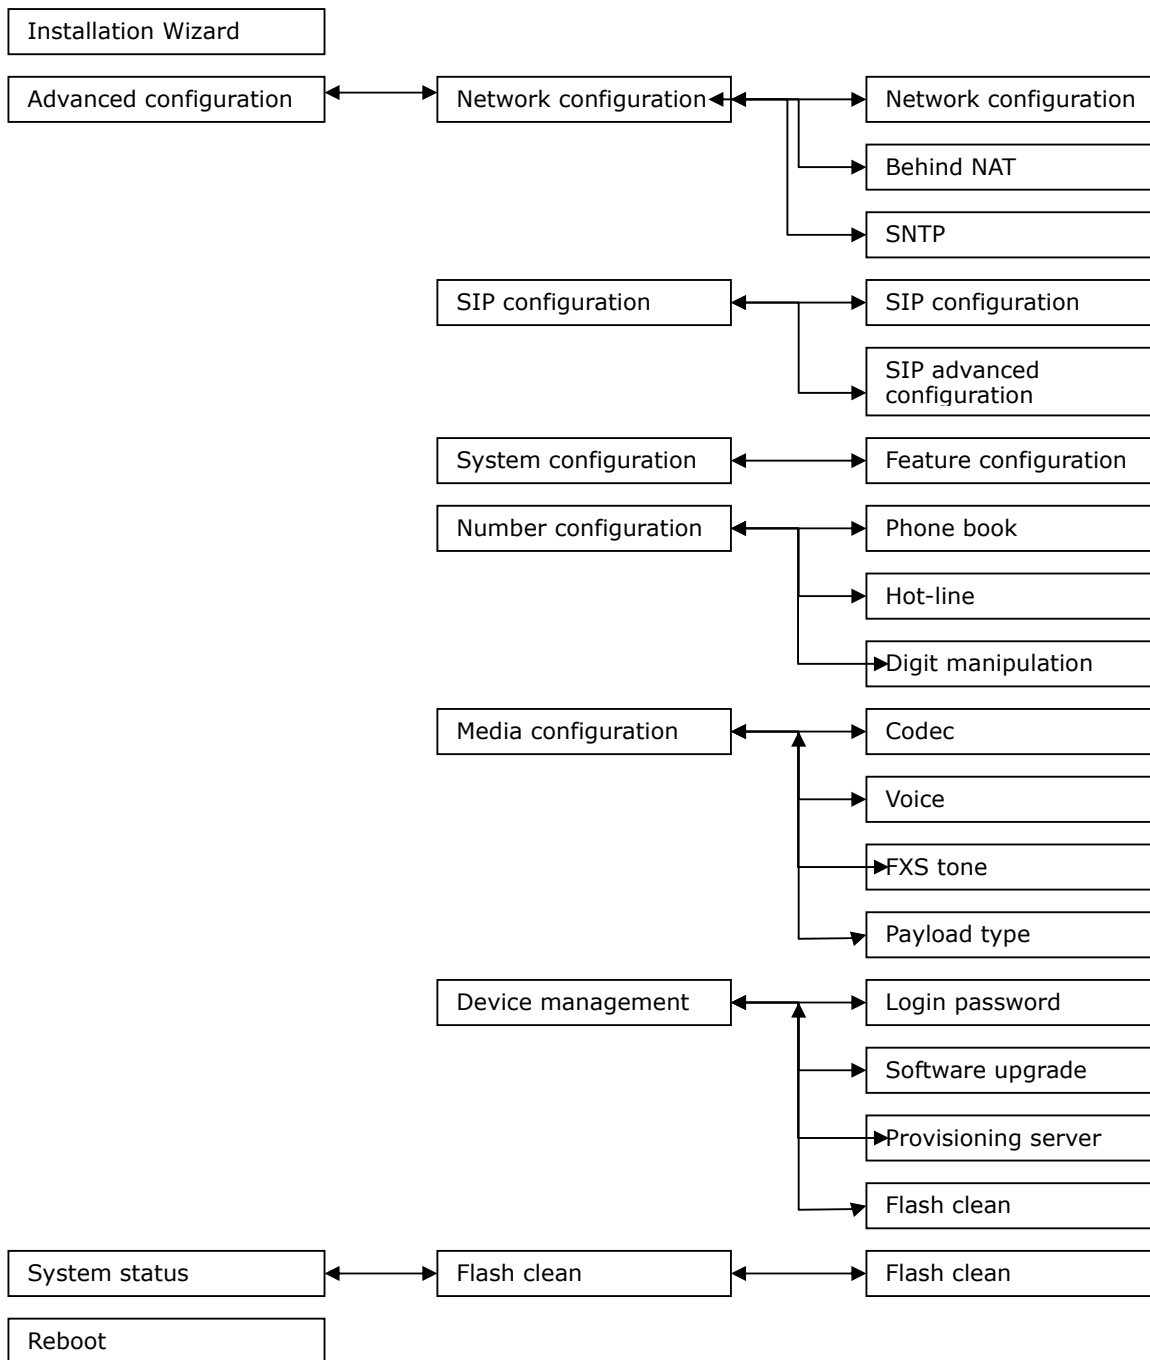 Installation Wizard
Advanced configuration
Network configuration
Network configuration
Behind NAT
SNTP
SIP configuration
SIP configuration
SIP advanced
configuration
System configuration
Feature configuration
Number configuration
Phone book
Hot-line
Digit manipulation
Media configuration
Codec
Voice
FXS tone
Payload type
Device management
Login password
Software upgrade
Provisioning server
Flash clean
System status
Flash clean
Flash clean
Reboot